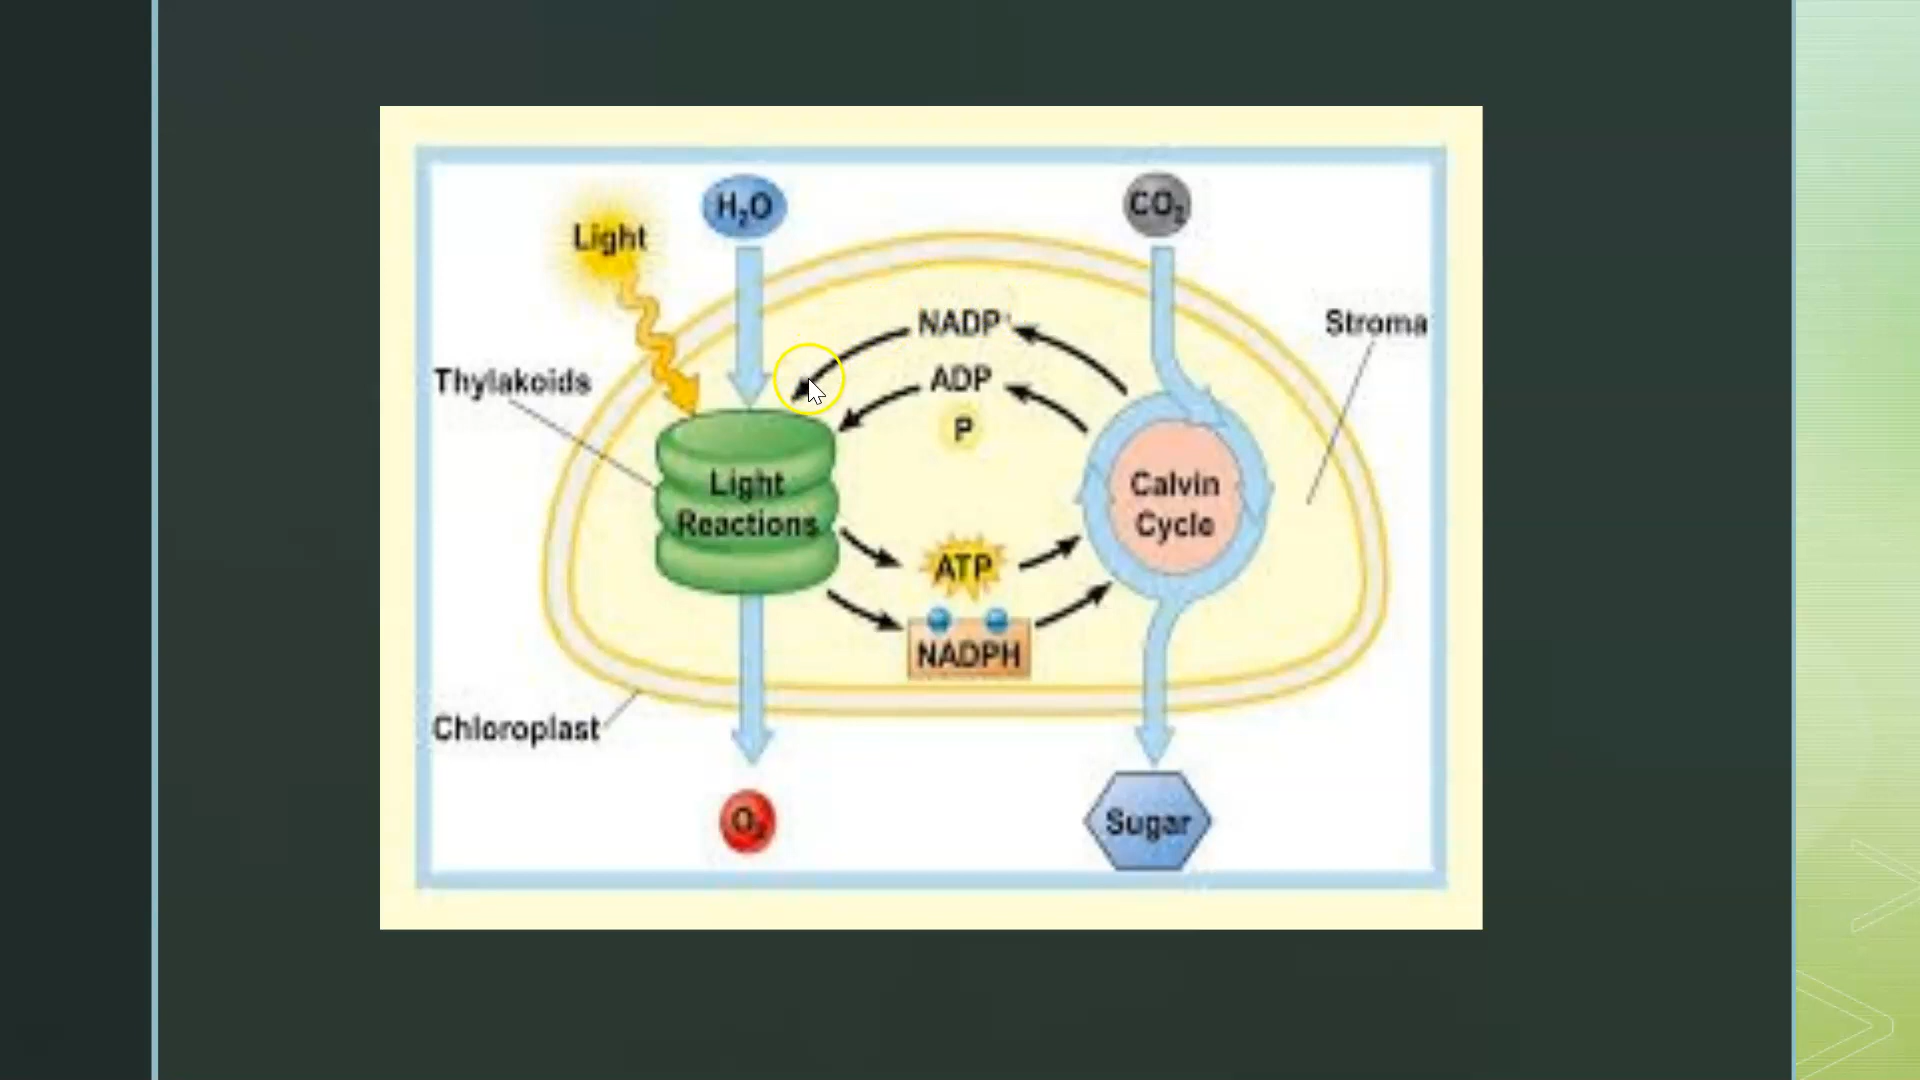 H₂O
CO₂
Light
NADP⁺
Stroma
Thylakoids
ADP
P
Light
Reactions
Calvin
Cycle
ATP
NADPH
Chloroplast
O₂
Sugar